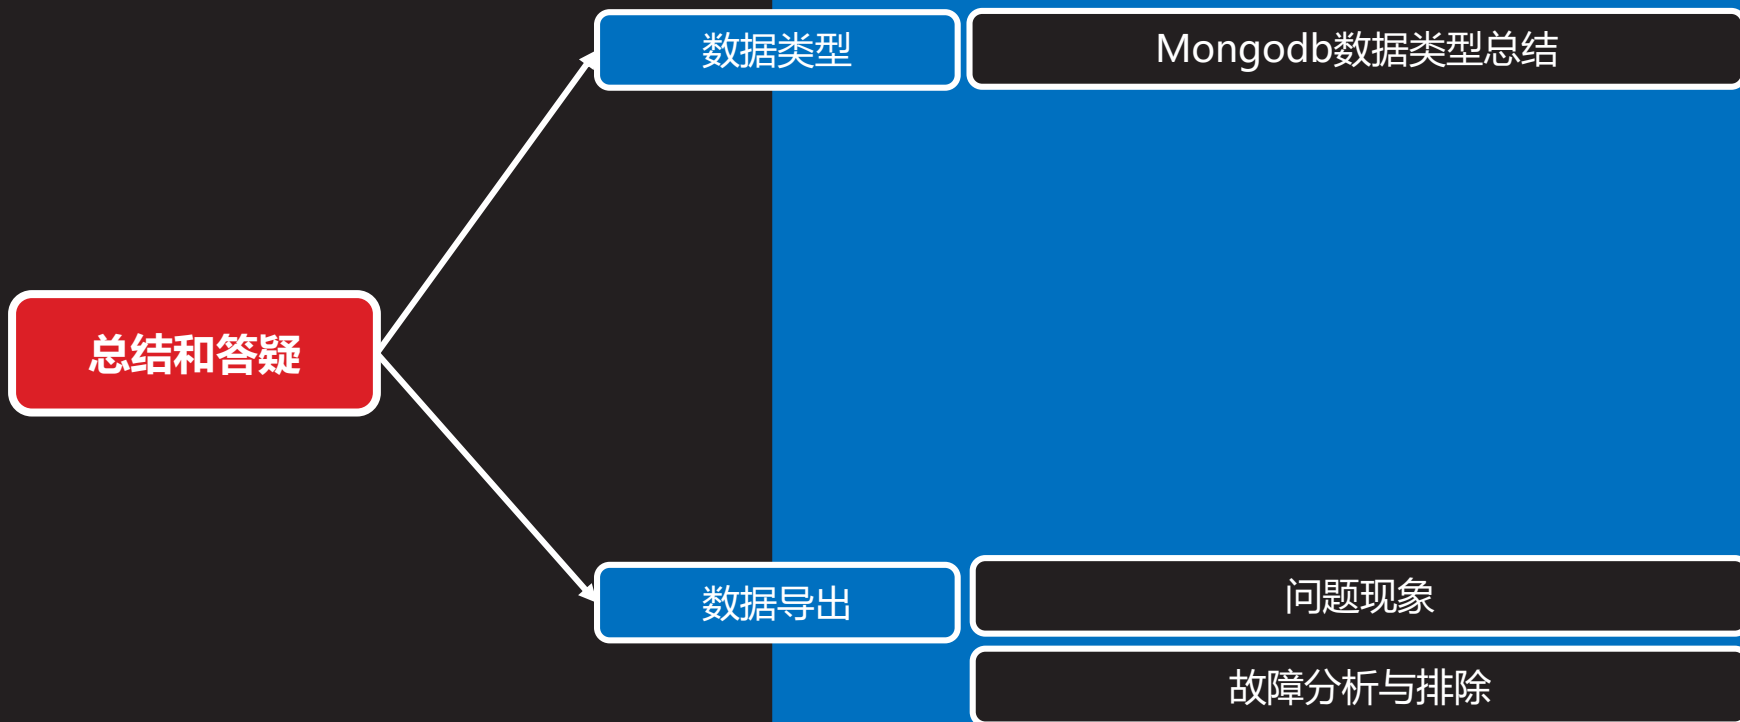 数据类型
Mongodb数据类型总结
总结和答疑
数据导出
问题现象
故障分析与排除